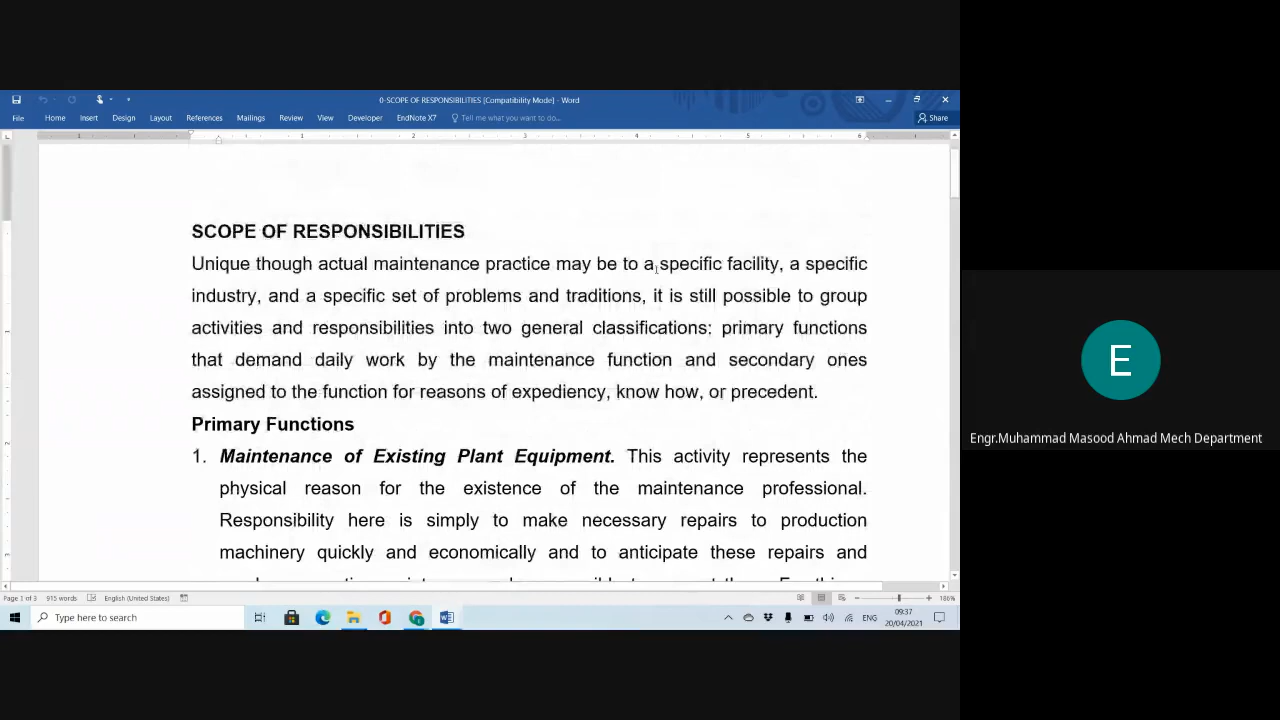 0-SCOPE OF RESPONSIBILITIES [Compatibility Mode] - Word
File Home Insert Design Layout References Mailings Review View Developer EndNote X7 Tell me what you want to do... Share
SCOPE OF RESPONSIBILITIES
Unique though actual maintenance practice may be to a specific facility, a specific
industry, and a specific set of problems and traditions, it is still possible to group
activities and responsibilities into two general classifications: primary functions
that demand daily work by the maintenance function and secondary ones
assigned to the function for reasons of expediency, know how, or precedent.
Primary Functions
1. Maintenance of Existing Plant Equipment. This activity represents the
physical reason for the existence of the maintenance professional.
Responsibility here is simply to make necessary repairs to production
machinery quickly and economically and to anticipate these repairs and
Page 1 of 3 915 words English (United States) 186%
Type here to search ENG 09:37
20/04/2021
E
Engr.Muhammad Masood Ahmad Mech Department